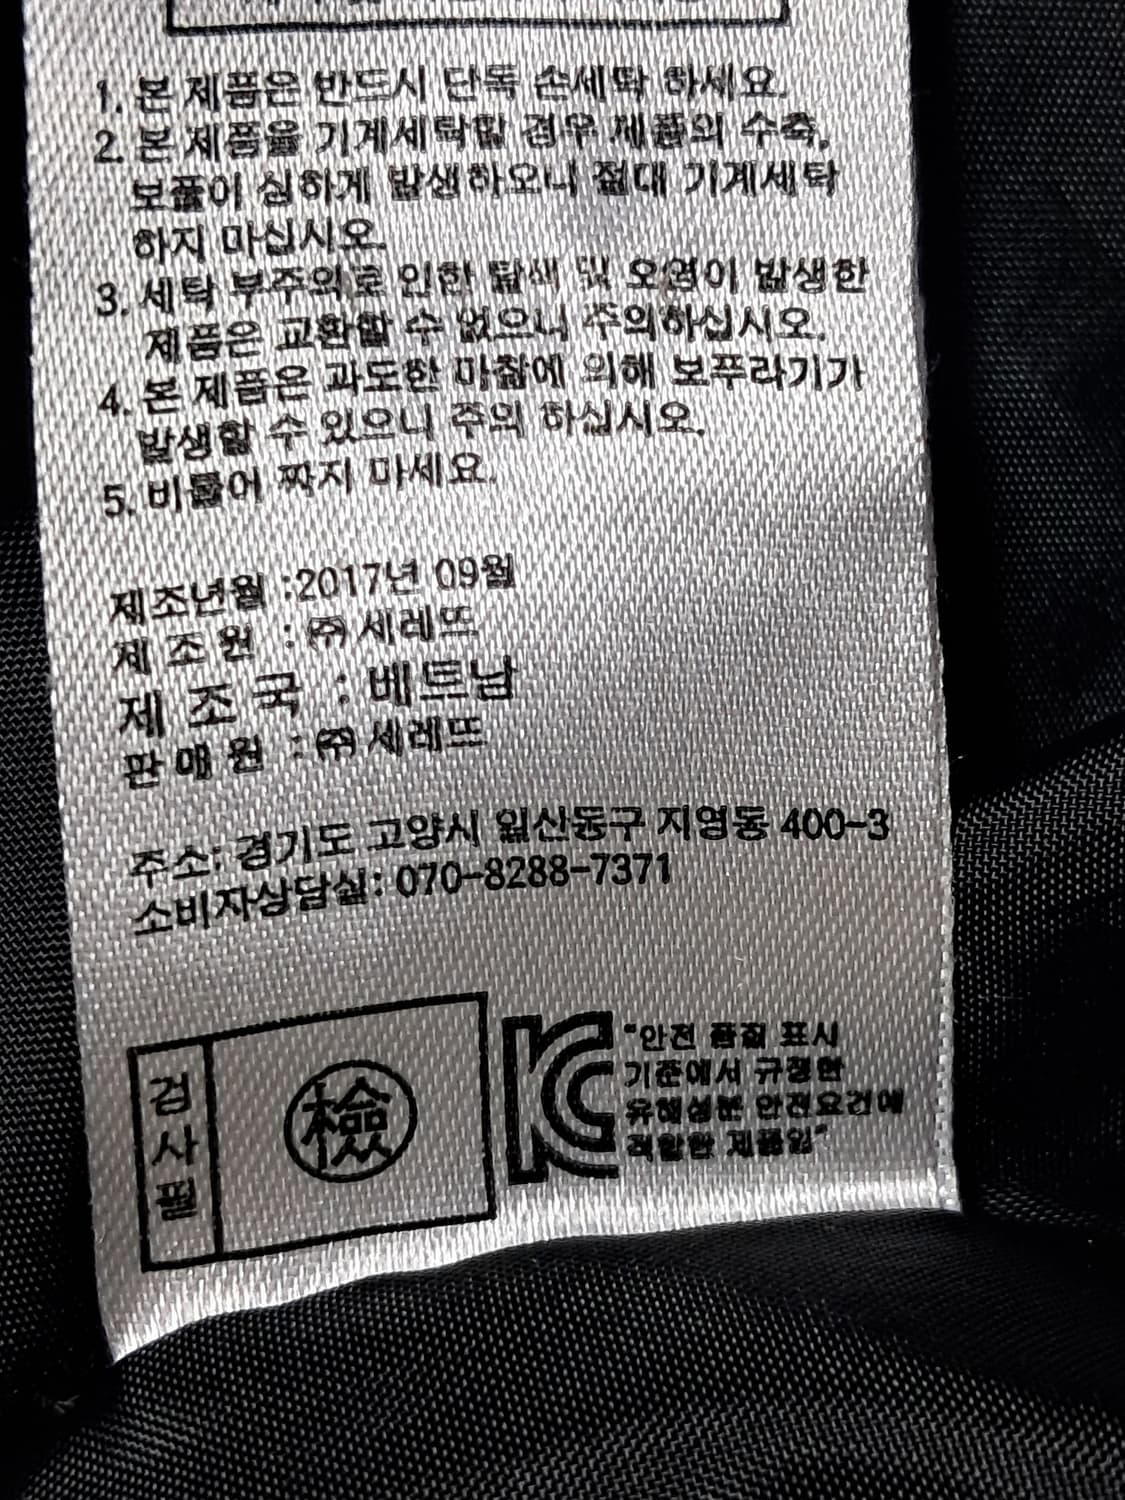 1. 본 제품은 반드시 단독 손세탁 하세요.
2. 본 제품을 기계세탁할 경우 제품의 수축,
보풀이 심하게 발생하오니 절대 기계세탁
하지 마십시오.
3. 세탁 부주의로 인한 탈색 및 오염이 발생한
제품은 교환할 수 없으니 주의하십시오.
4. 본 제품은 과도한 마찰에 의해 보푸라기가
발생할 수 있으니 주의 하십시오.
5. 비틀어 짜지 마세요.
제조년월 :2017년 09월
제 조 원 : ㈜세레뜨
제 조 국 : 베트남
판 매 원 : ㈜세레뜨
주소: 경기도 고양시 일산동구 지영동 400-3
소비자상담실: 070-8288-7371
검사필
檢
KC
"안전 품질 표시
기준에서 규정한
유해성분 안전요건에
적합한 제품임"